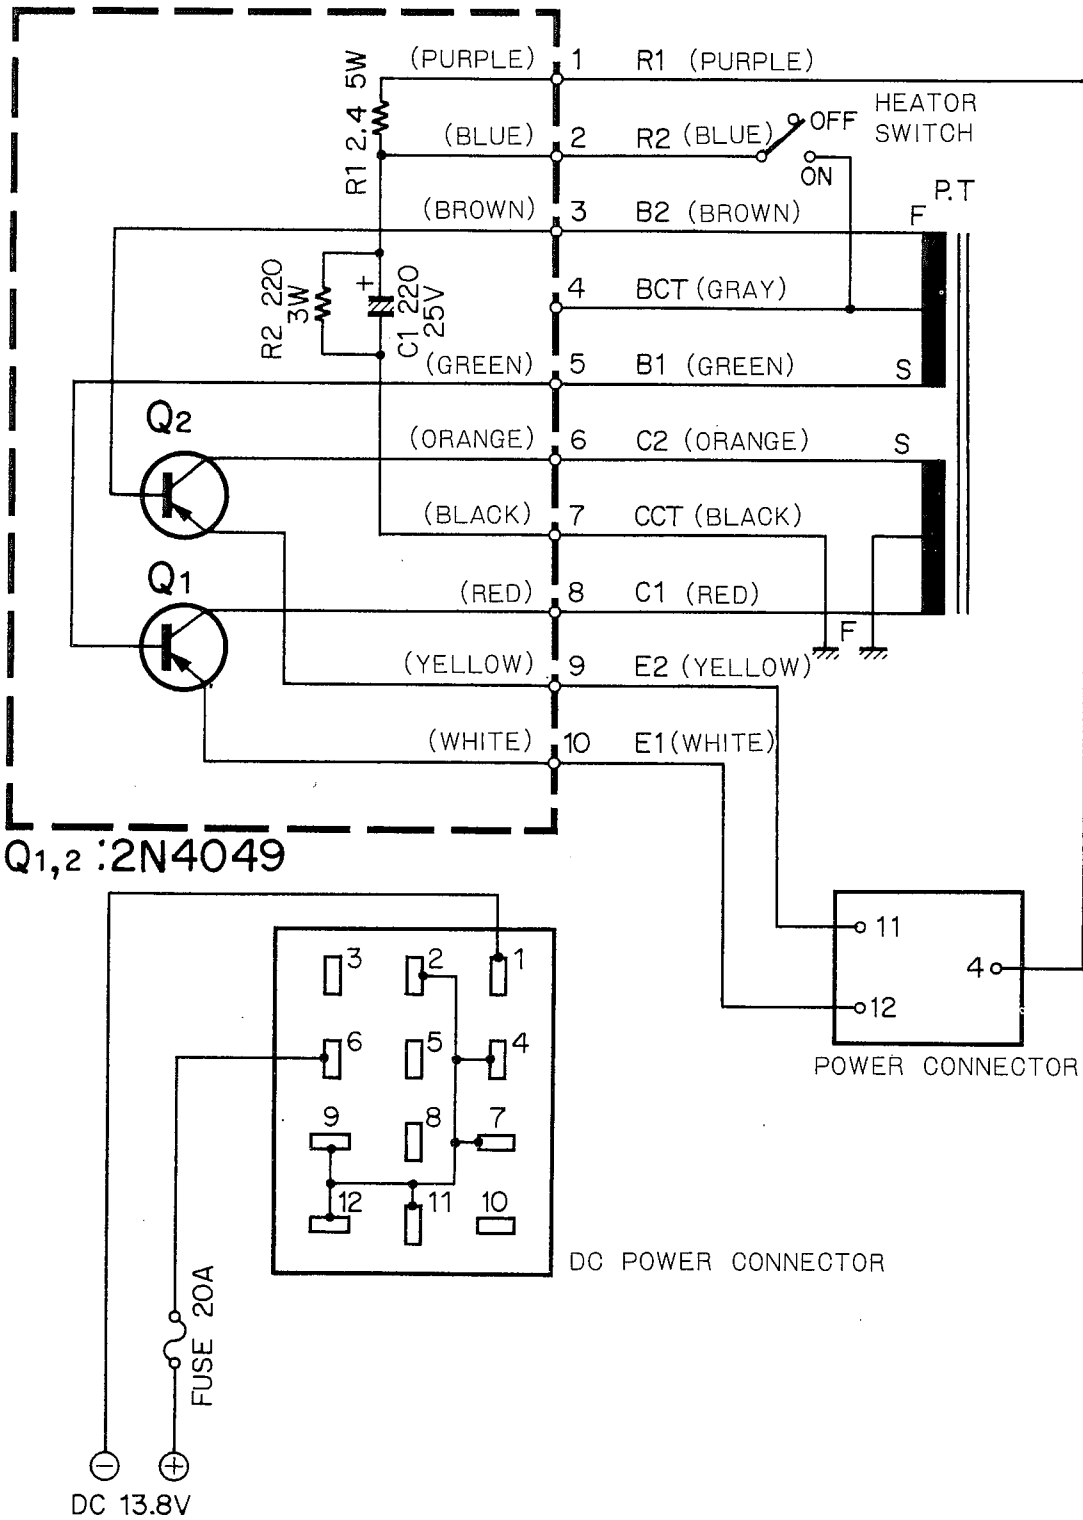 (PURPLE) 1 R1 (PURPLE)
R1 2.4 5W
HEATOR
SWITCH
OFF
(BLUE) 2 R2 (BLUE)
ON
P.T
(BROWN) 3 B2 (BROWN) F
4 BCT (GRAY)
R2 220
3W
+
C1 220
25V
(GREEN) 5 B1 (GREEN) S
Q2
(ORANGE) 6 C2 (ORANGE) S
(BLACK) 7 CCT (BLACK)
Q1
(RED) 8 C1 (RED)
F
(YELLOW) 9 E2 (YELLOW)
(WHITE) 10 E1 (WHITE)
Q1,2 :2N4049
11
4
12
POWER CONNECTOR
3 2 1
6 5 4
9 8 7
12 11 10
DC POWER CONNECTOR
FUSE 20A
− +
DC 13.8V